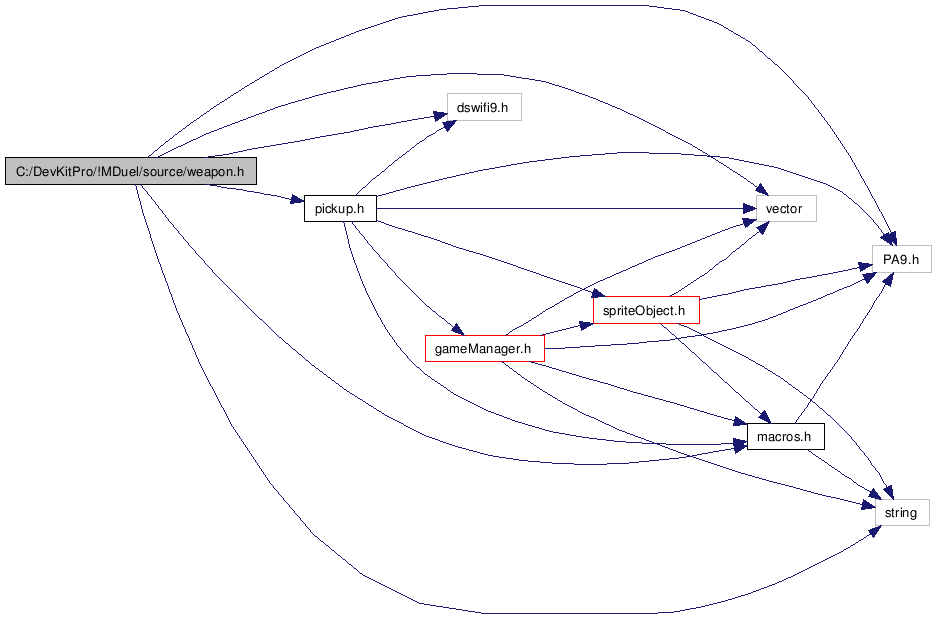 dswifi9.h
C:/DevKitPro/!MDuel/source/weapon.h
pickup.h
vector
PA9.h
spriteObject.h
gameManager.h
macros.h
string